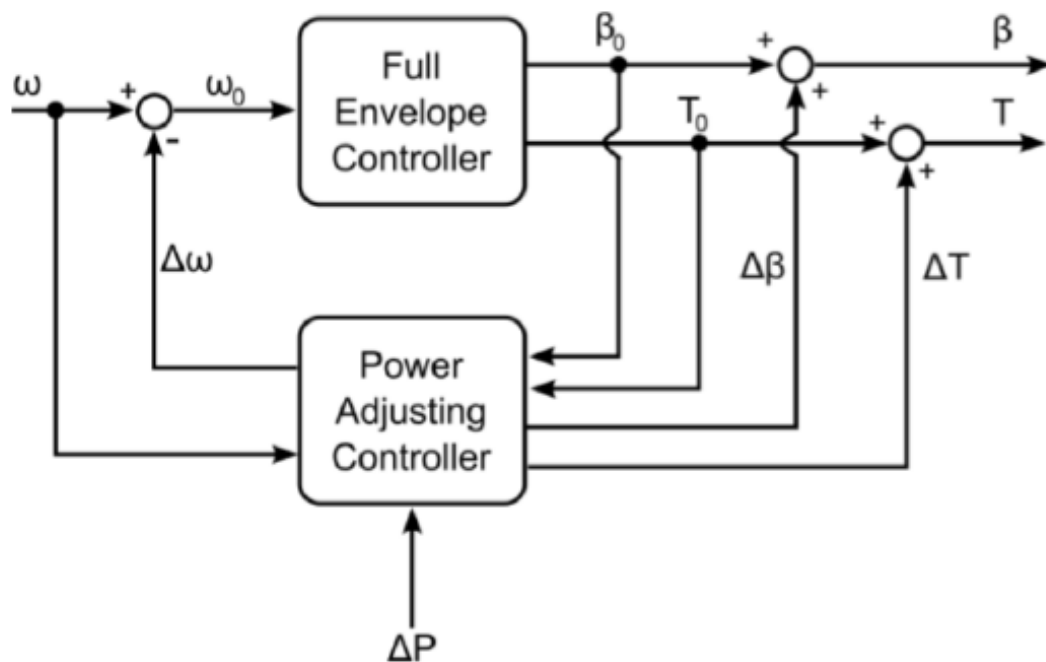 β₀
+
β
Full
Envelope
Controller
ω
+
ω₀
-
+
T₀
+
T
+
Δω
Δβ
ΔT
Power
Adjusting
Controller
ΔP